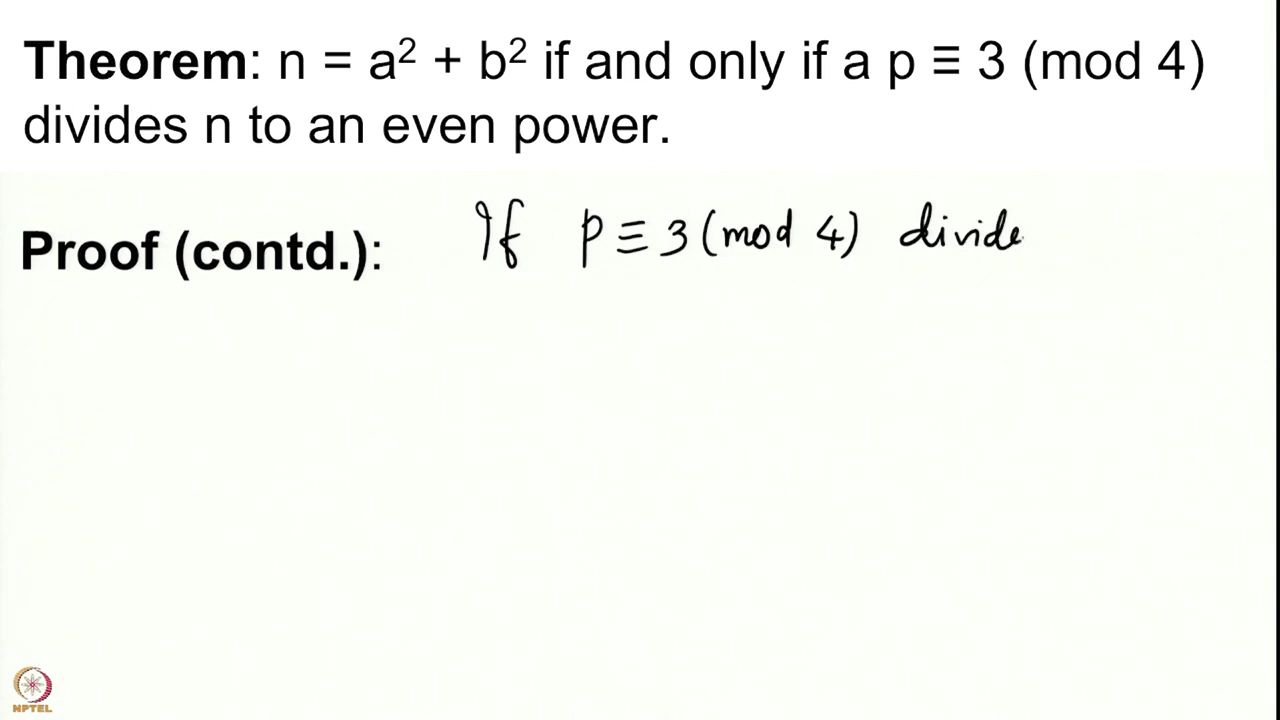 Theorem: n = a² + b² if and only if a p ≡ 3 (mod 4)
divides n to an even power.
Proof (contd.): If p ≡ 3 (mod 4) divide
NPTEL